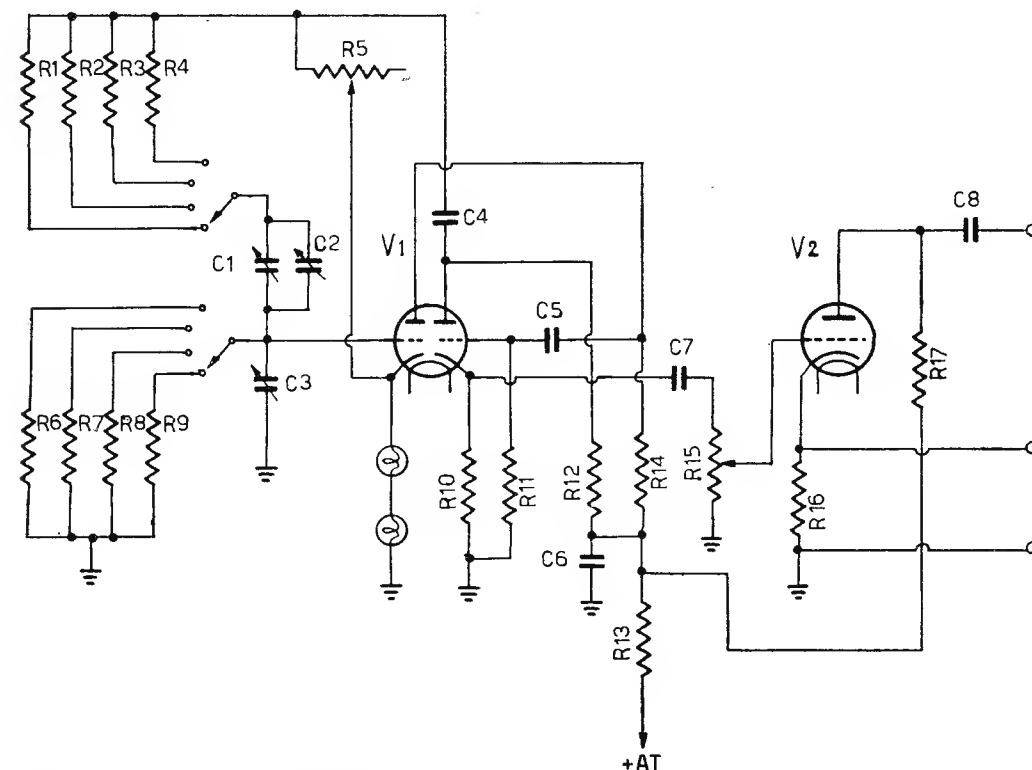 R5
R1 R2 R3 R4
C8
C4
V1 V2
C1 C2
C5
C7
R17
C3
R6 R7 R8 R9
R10 R11 R12 R14 R15
R16
C6
R13
+AT